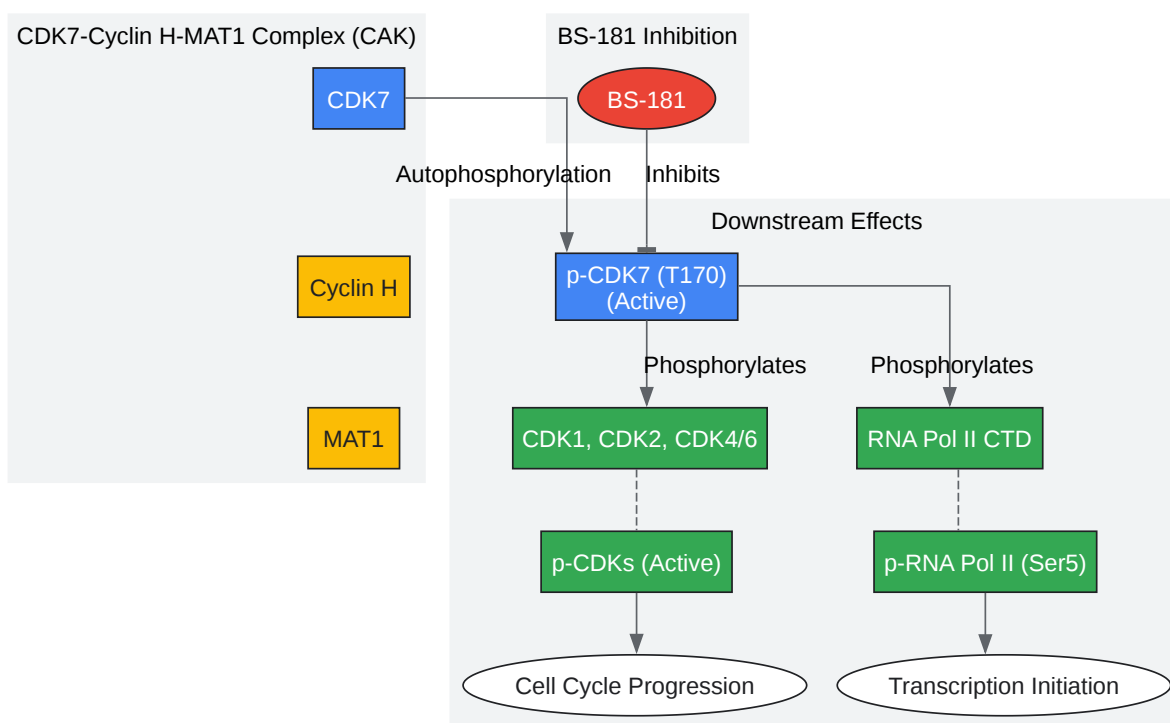 CDK7-Cyclin H-MAT1 Complex (CAK)
BS-181 Inhibition
CDK7
BS-181
Autophosphorylation
Inhibits
Downstream Effects
Cyclin H
p-CDK7 (T170)
(Active)
Phosphorylates
Phosphorylates
MAT1
CDK1, CDK2, CDK4/6
RNA Pol II CTD
p-CDKs (Active)
p-RNA Pol II (Ser5)
Cell Cycle Progression
Transcription Initiation